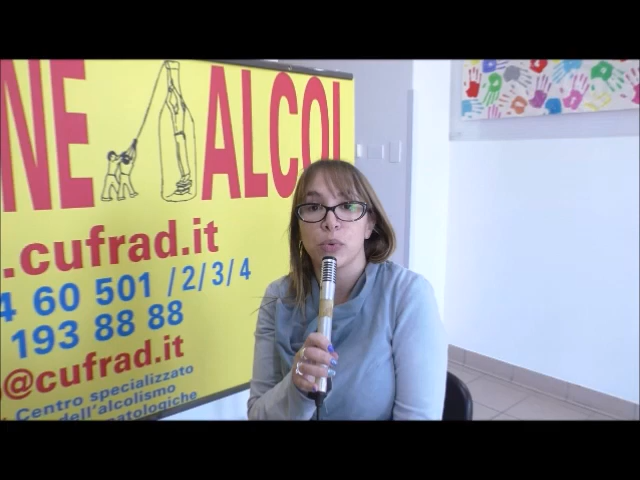 NE ALCOL
.cufrad.it
4 60 501 /2/3/4
193 88 88
@cufrad.it
Centro specializzato
dell'alcolismo